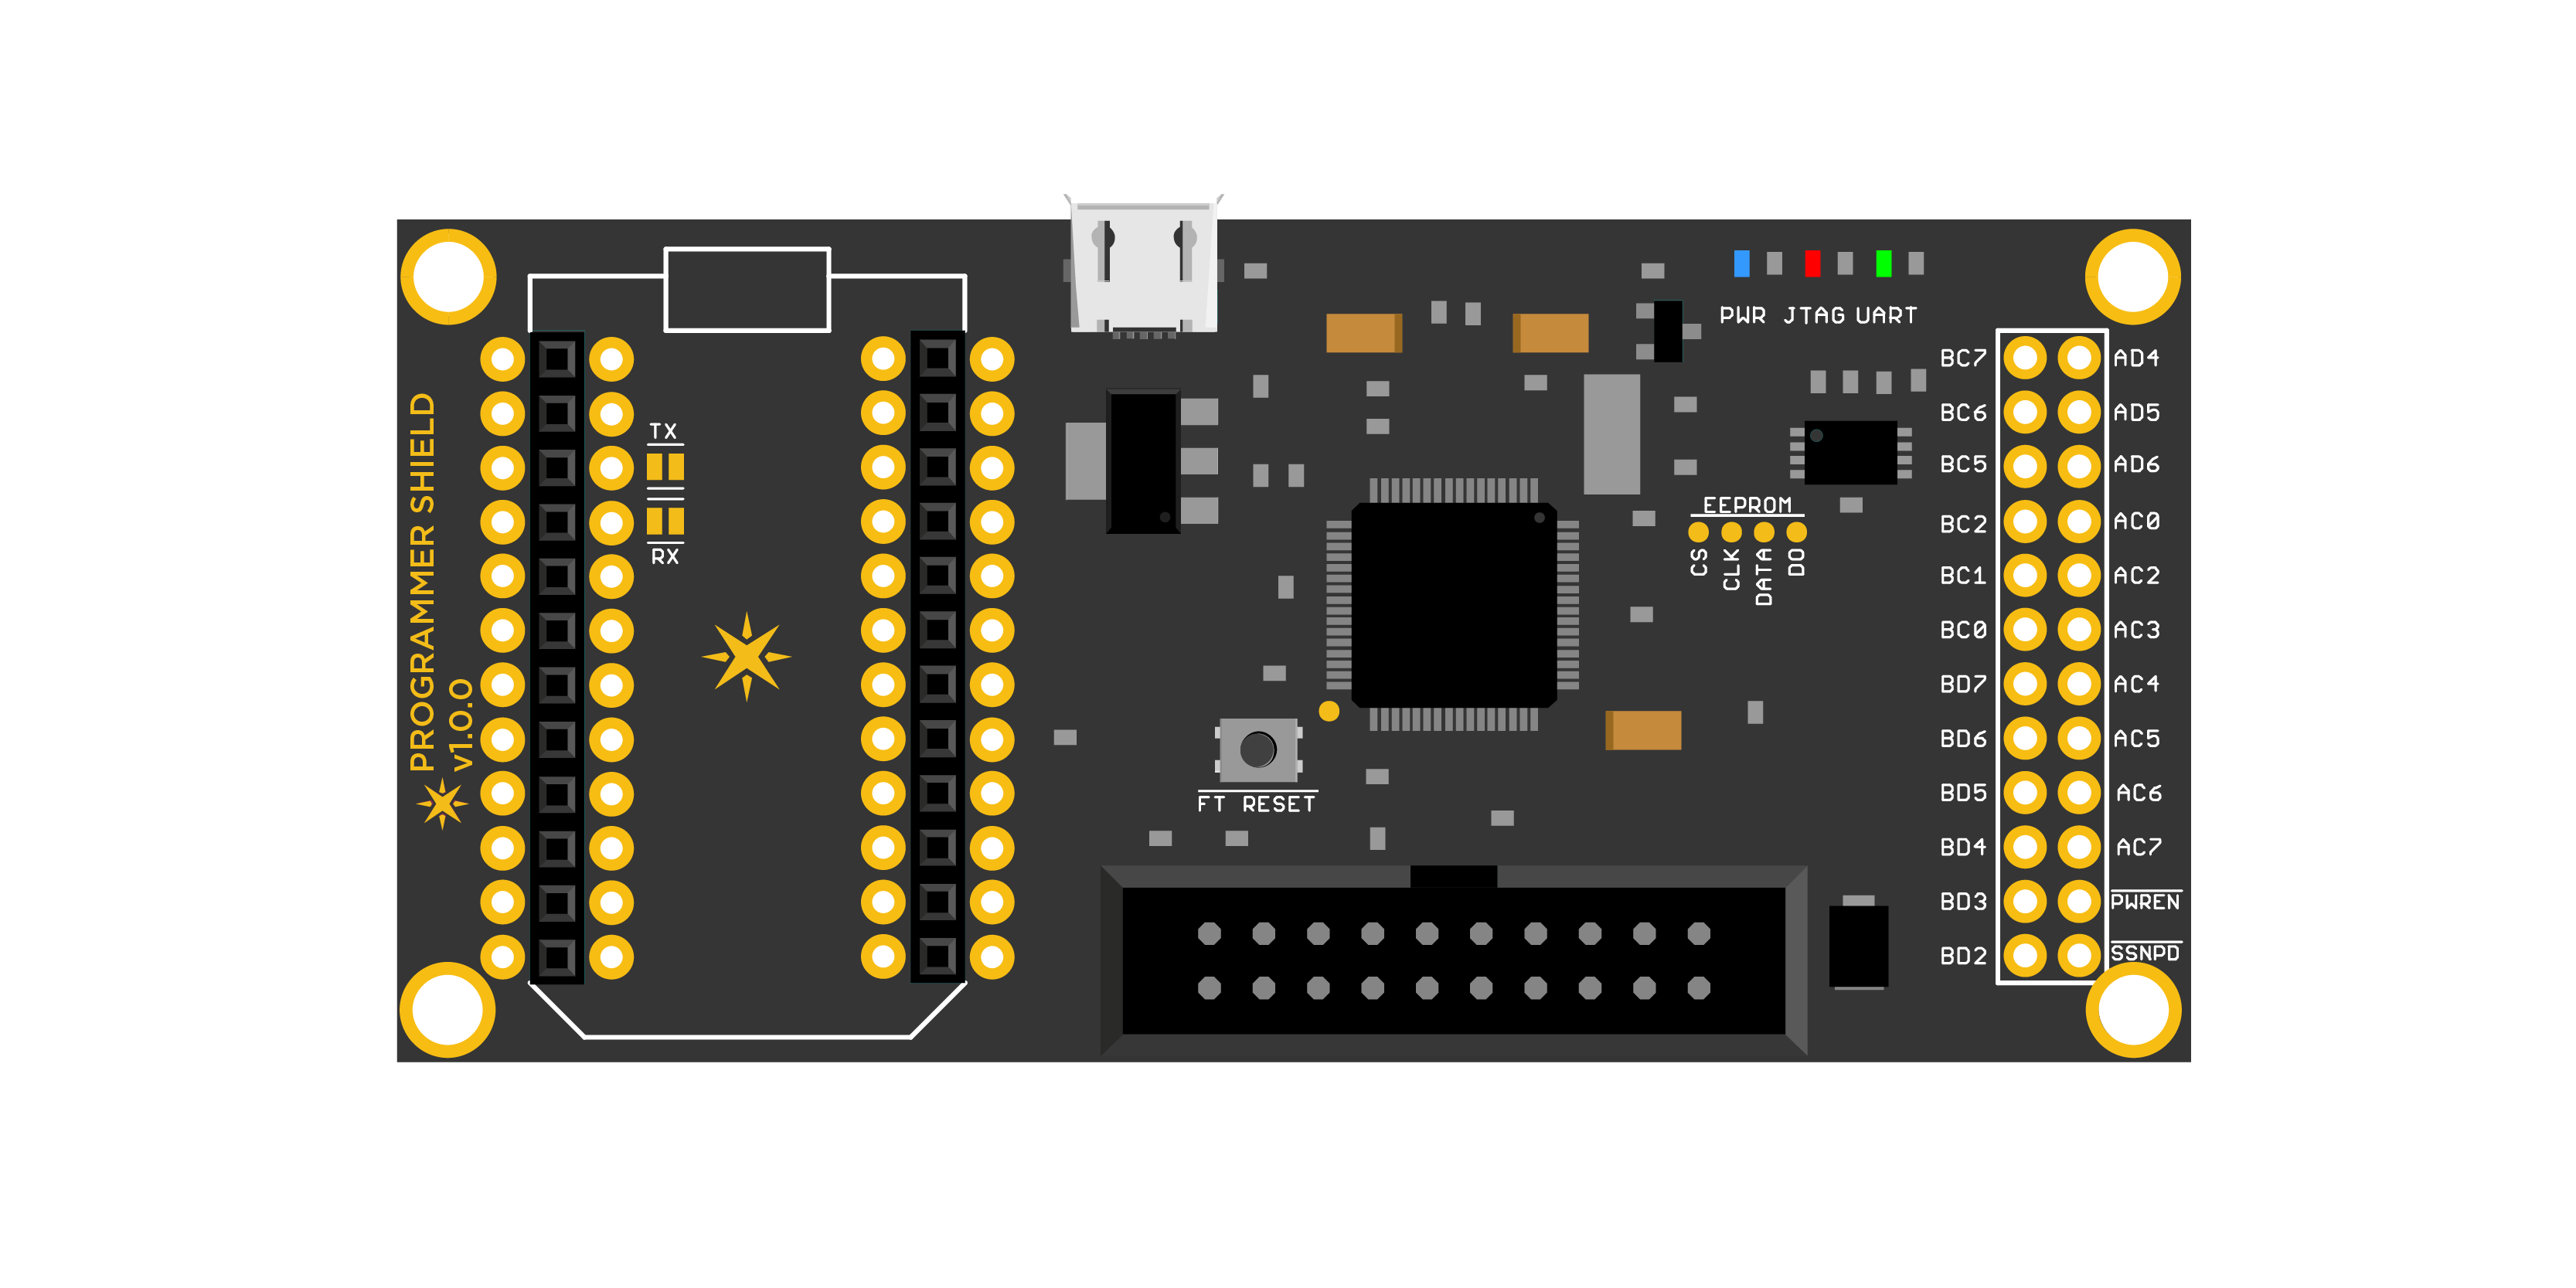 PROGRAMMER SHIELD
v1.0.0
TX
RX
FT RESET
PWR JTAG UART
EEPROM
CS
CLK
DATA
DO
BC7 AD4
BC6 AD5
BC5 AD6
BC2 AC0
BC1 AC2
BC0 AC3
BD7 AC4
BD6 AC5
BD5 AC6
BD4 AC7
BD3 PWREN
BD2 SSNPD